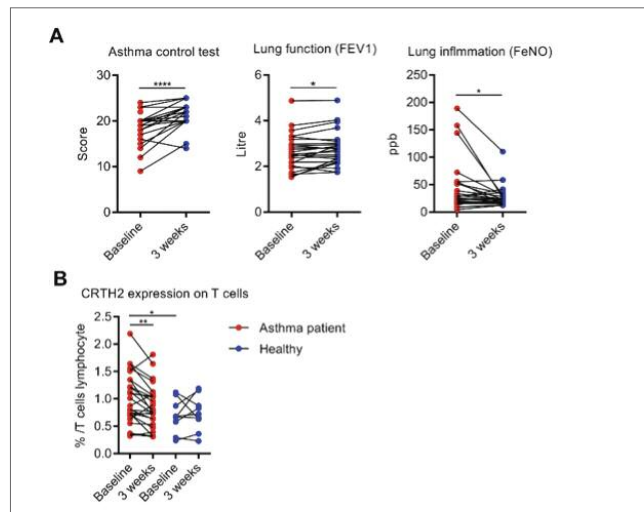 A
Asthma control test
Lung function (FEV1)
Lung inflmmation (FeNO)
****
*
*
30
20
10
0
Score
Baseline
3 weeks
6
4
2
0
Litre
Baseline
3 weeks
250
200
150
100
50
0
ppb
Baseline
3 weeks
B
CRTH2 expression on T cells
*
**
2.5
2.0
1.5
1.0
0.5
0.0
% /T cells lymphocyte
Baseline
3 weeks
Baseline
3 weeks
Asthma patient
Healthy